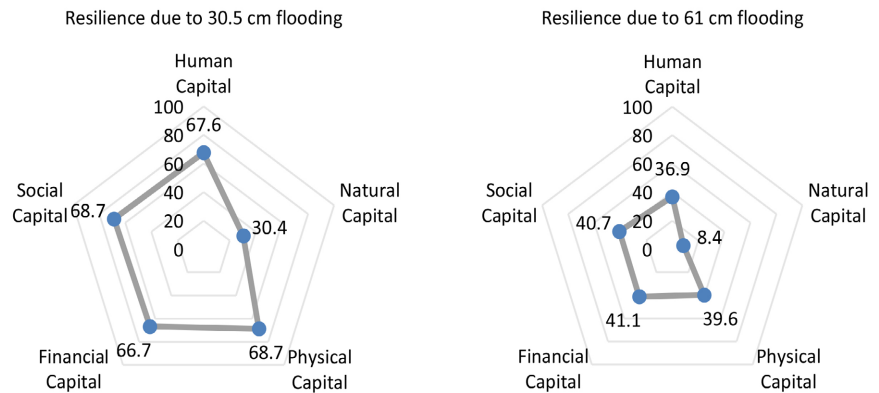 Resilience due to 30.5 cm flooding
Human
Capital
100
67.6
80
60
40
20
0
Social
Capital
68.7
Natural
Capital
30.4
Financial
Capital
66.7
68.7
Physical
Capital
Resilience due to 61 cm flooding
Human
Capital
100
80
60
36.9
40
20
0
Social
Capital
40.7
Natural
Capital
8.4
41.1
39.6
Financial
Capital
Physical
Capital